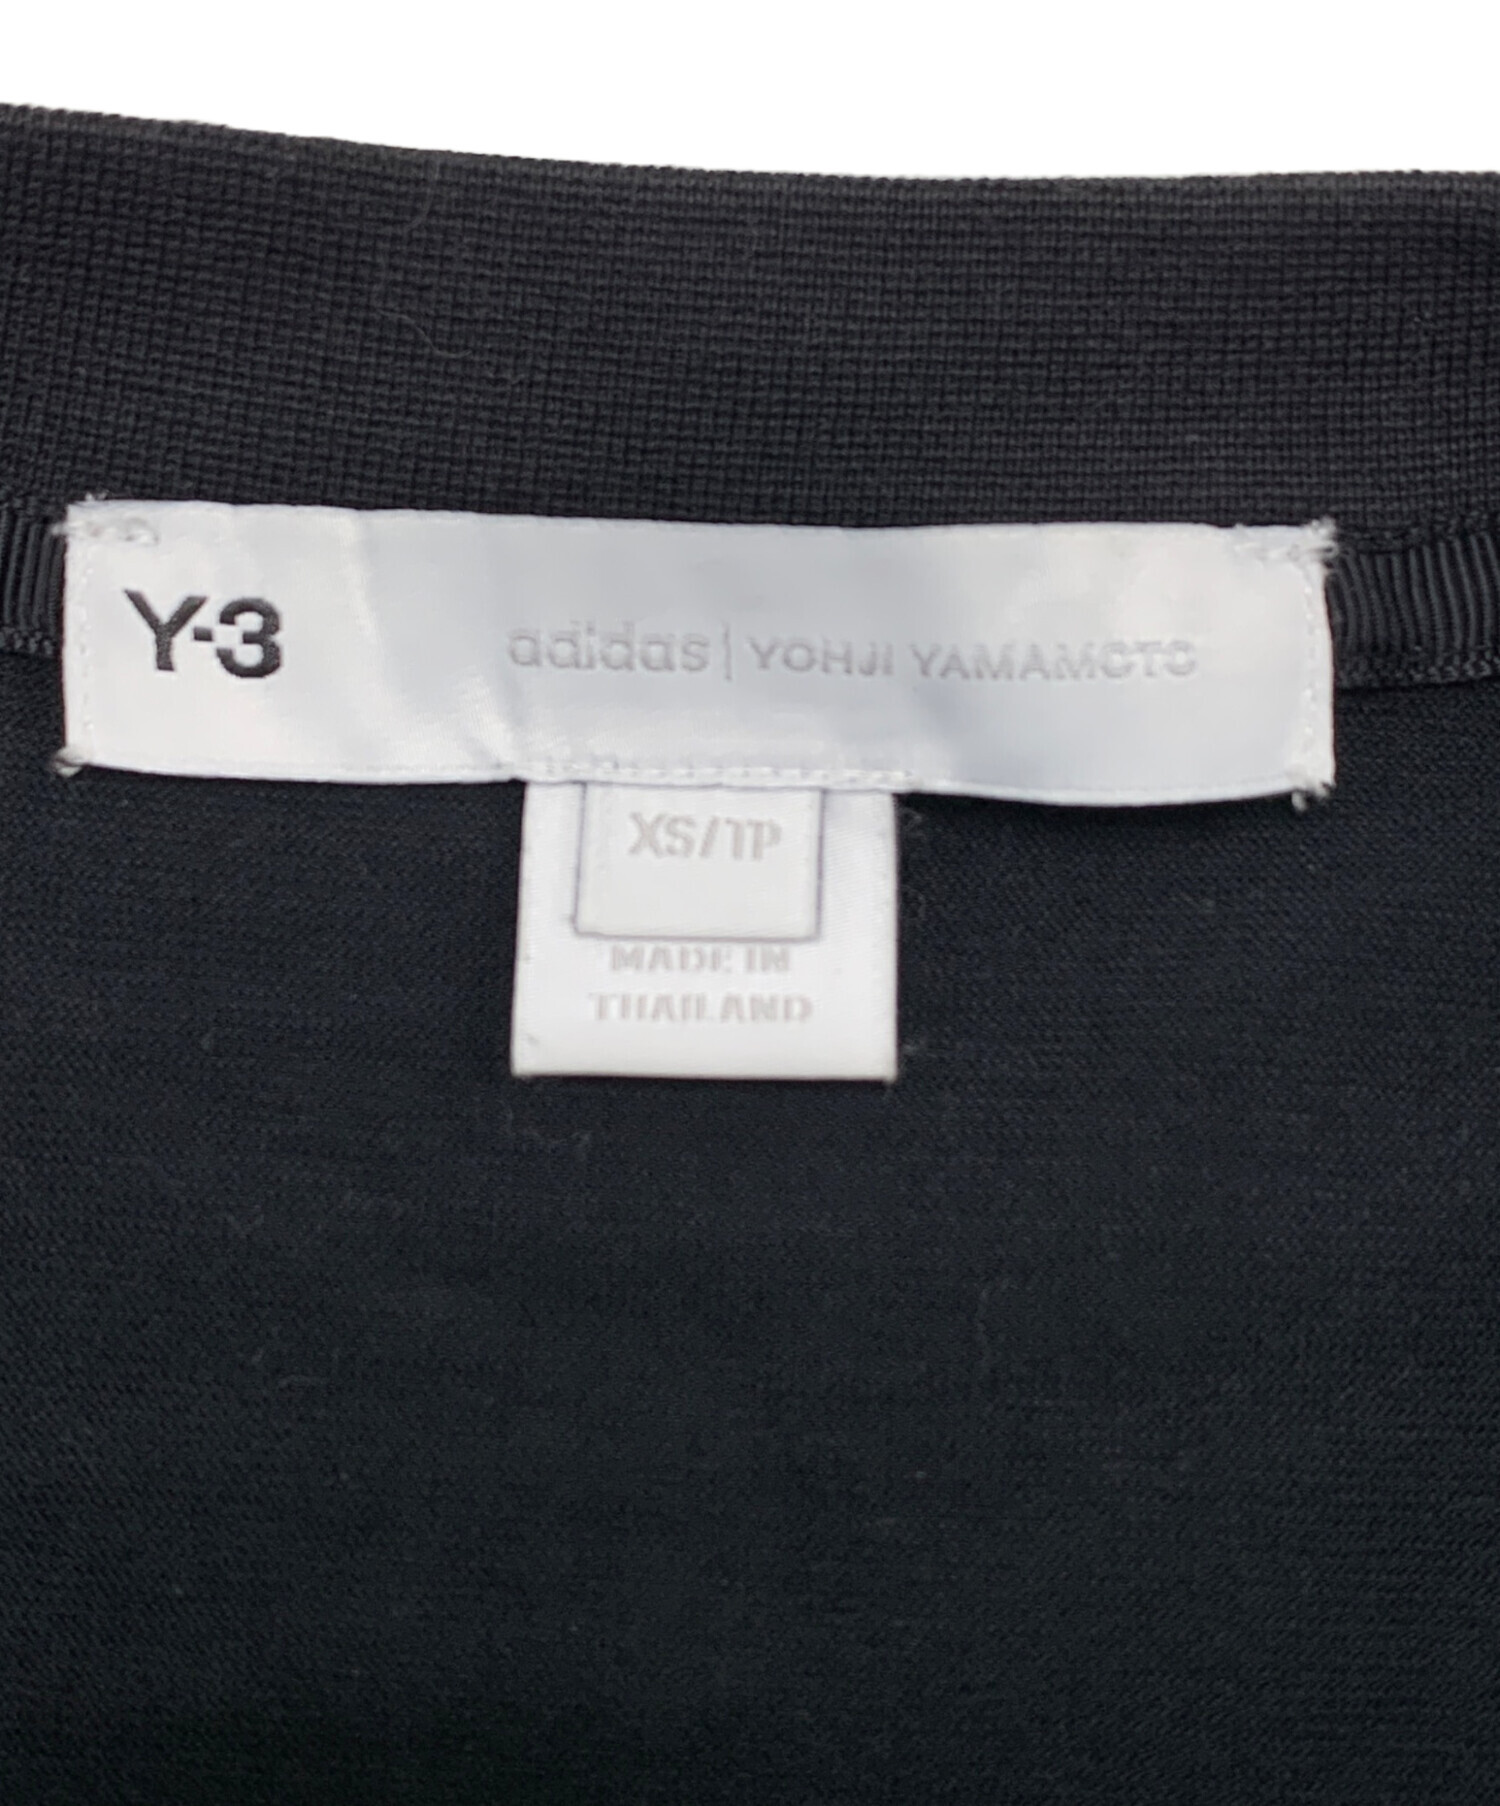 Y-3 adidas | YOHJI YAMAMOTO
XS/TP
MADE IN
THAILAND